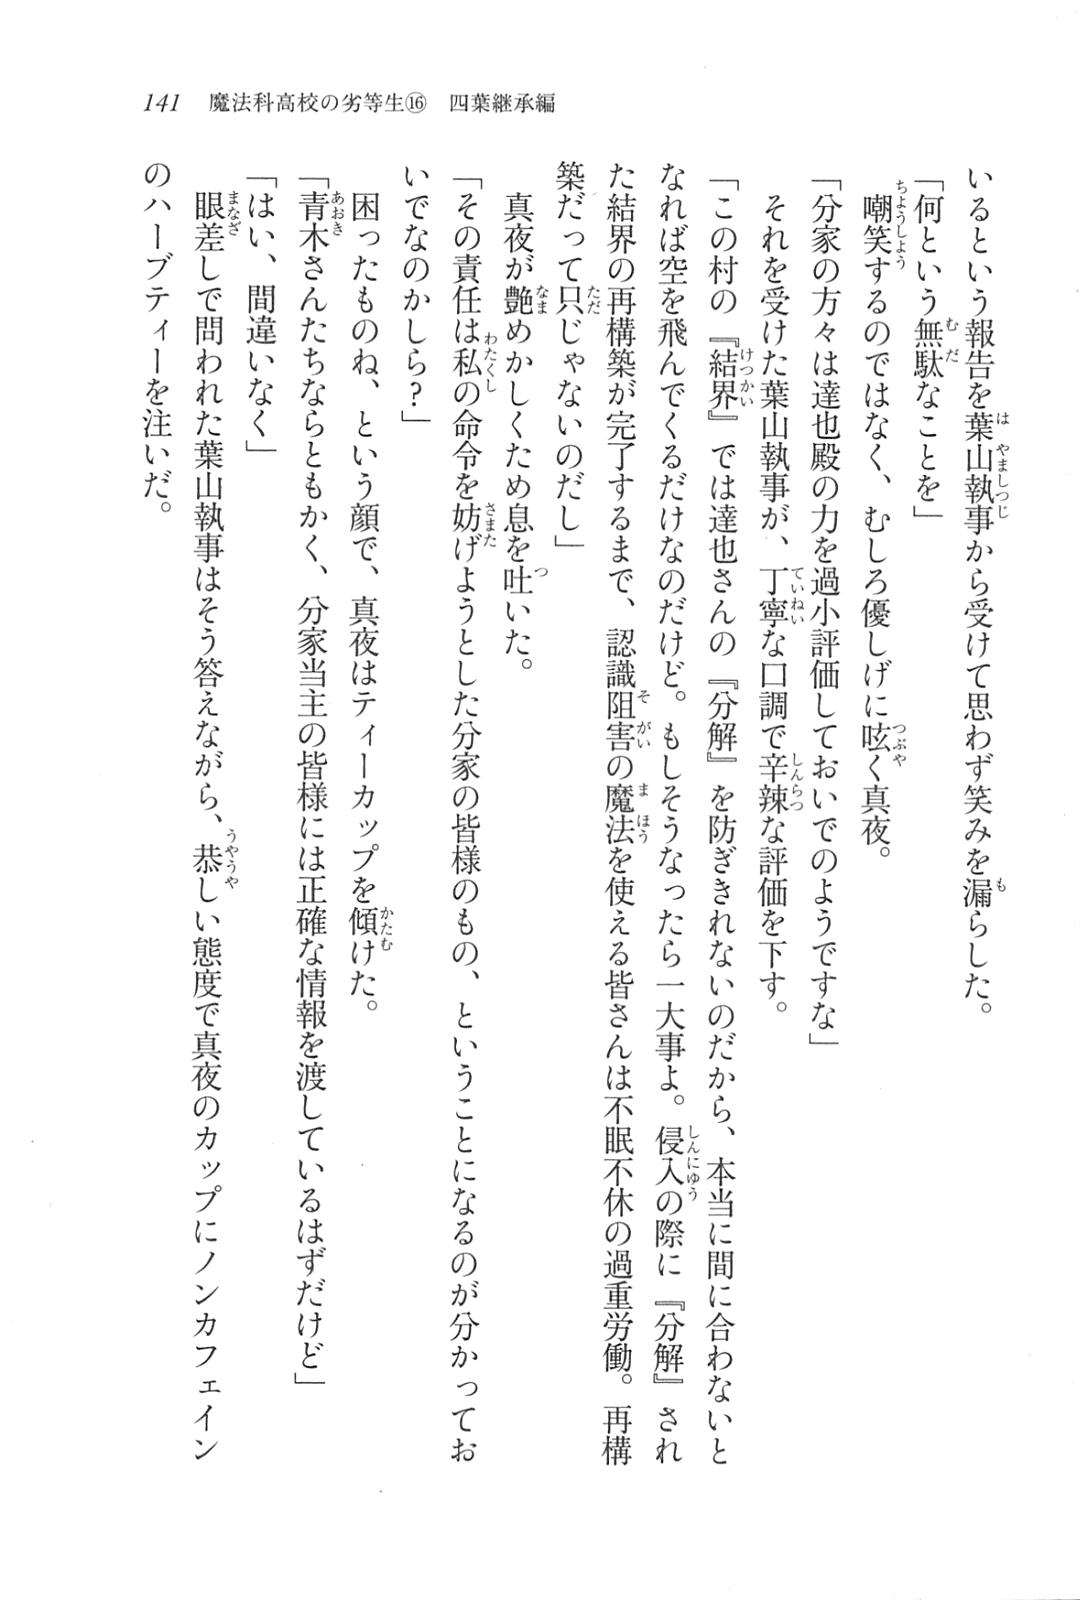 141　魔法科高校の劣等生⑯　四葉継承編
いるという報告を葉山執事から受けて思わず笑みを漏らした。
「何という無駄なことを」
　嘲笑するのではなく、むしろ優しげに呟く真夜。
「分家の方々は達也殿の力を過小評価しておいでのようですな」
　それを受けた葉山執事が、丁寧な口調で辛辣な評価を下す。
「この村の『結界』では達也さんの『分解』を防ぎきれないのだから、本当に間に合わないと
なれば空を飛んでくるだけなのだけど。もしそうなったら一大事よ。侵入の際に『分解』され
た結界の再構築が完了するまで、認識阻害の魔法を使える皆さんは不眠不休の過重労働。再構
築だって只じゃないのだし」
　真夜が艶めかしくため息を吐いた。
「その責任は私の命令を妨げようとした分家の皆様のもの、ということになるのが分かってお
いでなのかしら？」
　困ったものね、という顔で、真夜はティーカップを傾けた。
「青木さんたちならともかく、分家当主の皆様には正確な情報を渡しているはずだけど」
「はい、間違いなく」
　眼差しで問われた葉山執事はそう答えながら、恭しい態度で真夜のカップにノンカフェイン
のハーブティーを注いだ。